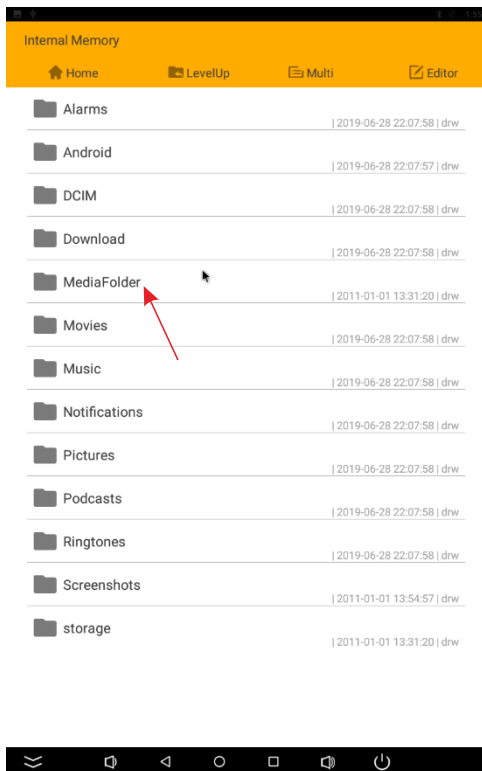 1:55
Internal Memory
Home LevelUp Multi Editor
Alarms
| 2019-06-28 22:07:58 | drw
Android
| 2019-06-28 22:07:57 | drw
DCIM
| 2019-06-28 22:07:58 | drw
Download
| 2019-06-28 22:07:58 | drw
MediaFolder
| 2011-01-01 13:31:20 | drw
Movies
| 2019-06-28 22:07:58 | drw
Music
| 2019-06-28 22:07:58 | drw
Notifications
| 2019-06-28 22:07:58 | drw
Pictures
| 2019-06-28 22:07:58 | drw
Podcasts
| 2019-06-28 22:07:58 | drw
Ringtones
| 2019-06-28 22:07:58 | drw
Screenshots
| 2011-01-01 13:54:57 | drw
storage
| 2011-01-01 13:31:20 | drw